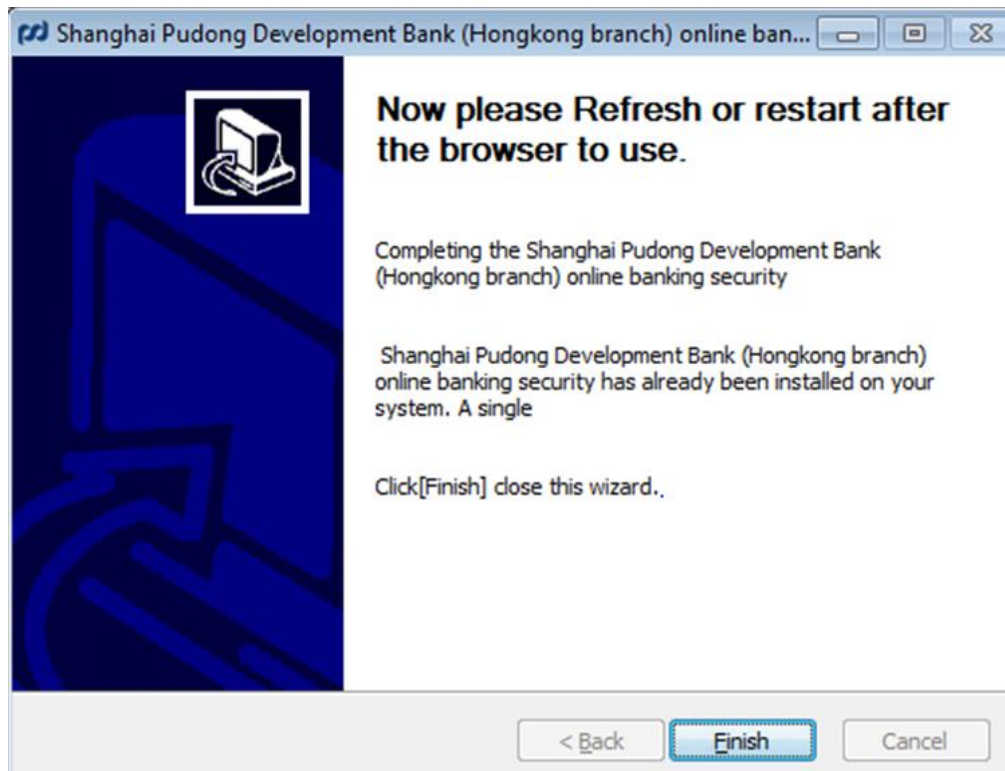 Shanghai Pudong Development Bank (Hongkong branch) online ban...
Now please Refresh or restart after
the browser to use.
Completing the Shanghai Pudong Development Bank
(Hongkong branch) online banking security
Shanghai Pudong Development Bank (Hongkong branch)
online banking security has already been installed on your
system. A single
Click[Finish] close this wizard..
< Back
Finish
Cancel